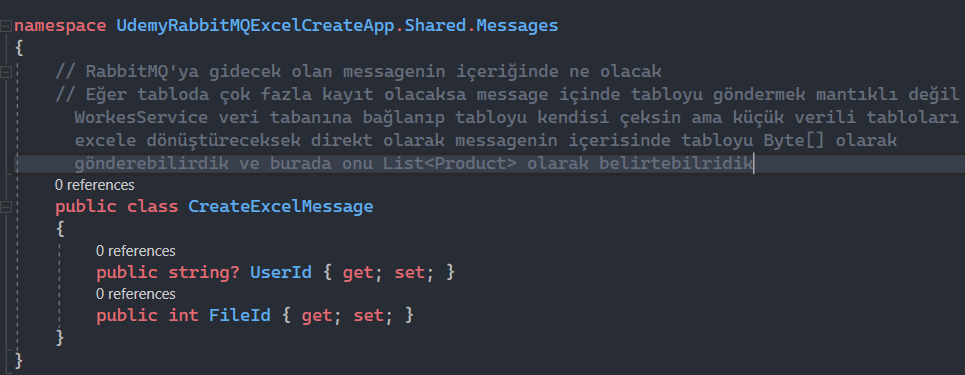 namespace UdemyRabbitMQExcelCreateApp.Shared.Messages
{
// RabbitMQ'ya gidecek olan messagenin içeriğinde ne olacak
// Eğer tabloda çok fazla kayıt olacaksa message içinde tabloyu göndermek mantıklı değil
WorkesService veri tabanına bağlanıp tabloyu kendisi çeksin ama küçük verili tabloları
excele dönüştüreceksek direkt olarak messagenin içerisinde tabloyu Byte[] olarak
gönderebilirdik ve burada onu List<Product> olarak belirtebilridik
0 references
public class CreateExcelMessage
{
0 references
public string? UserId { get; set; }
0 references
public int FileId { get; set; }
}
}